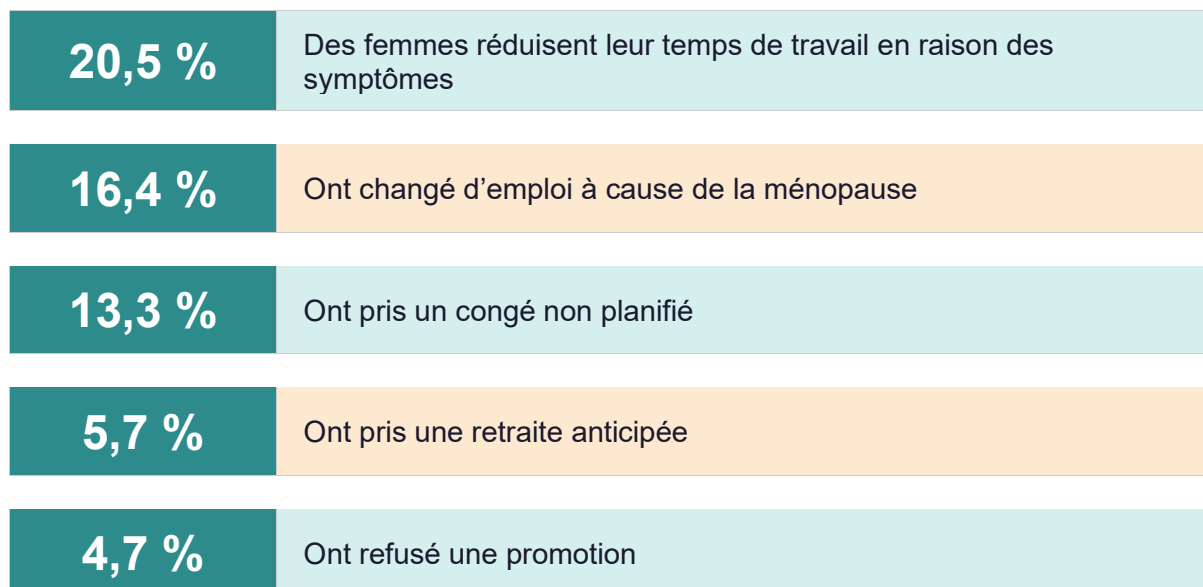 20,5 %
Des femmes réduisent leur temps de travail en raison des
symptômes
16,4 %
Ont changé d’emploi à cause de la ménopause
13,3 %
Ont pris un congé non planifié
5,7 %
Ont pris une retraite anticipée
4,7 %
Ont refusé une promotion